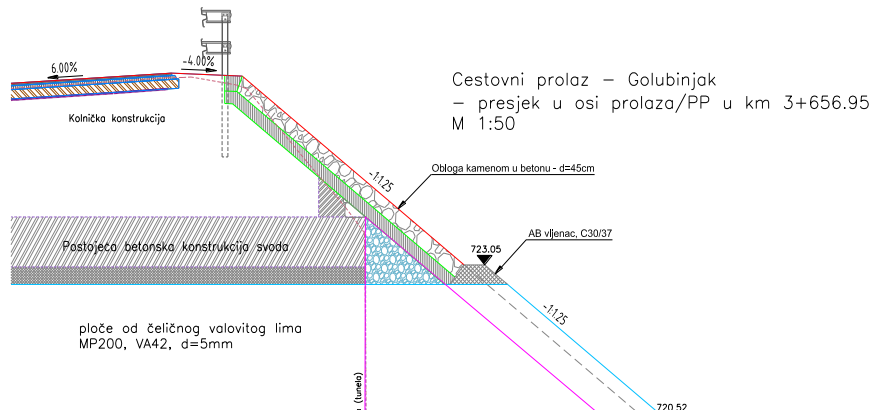 6.00%
-4.00%
Cestovni prolaz – Golubinjak
– presjek u osi prolaza/PP u km 3+656.95
M 1:50
Kolnička konstrukcija
Obloga kamenom u betonu - d=45cm
-1:1.25
723.05
AB vijenac, C30/37
Postojeća betonska konstrukcija svoda
-1:1.25
ploče od čeličnog valovitog lima
MP200, VA42, d=5mm
(tunela)
720.52